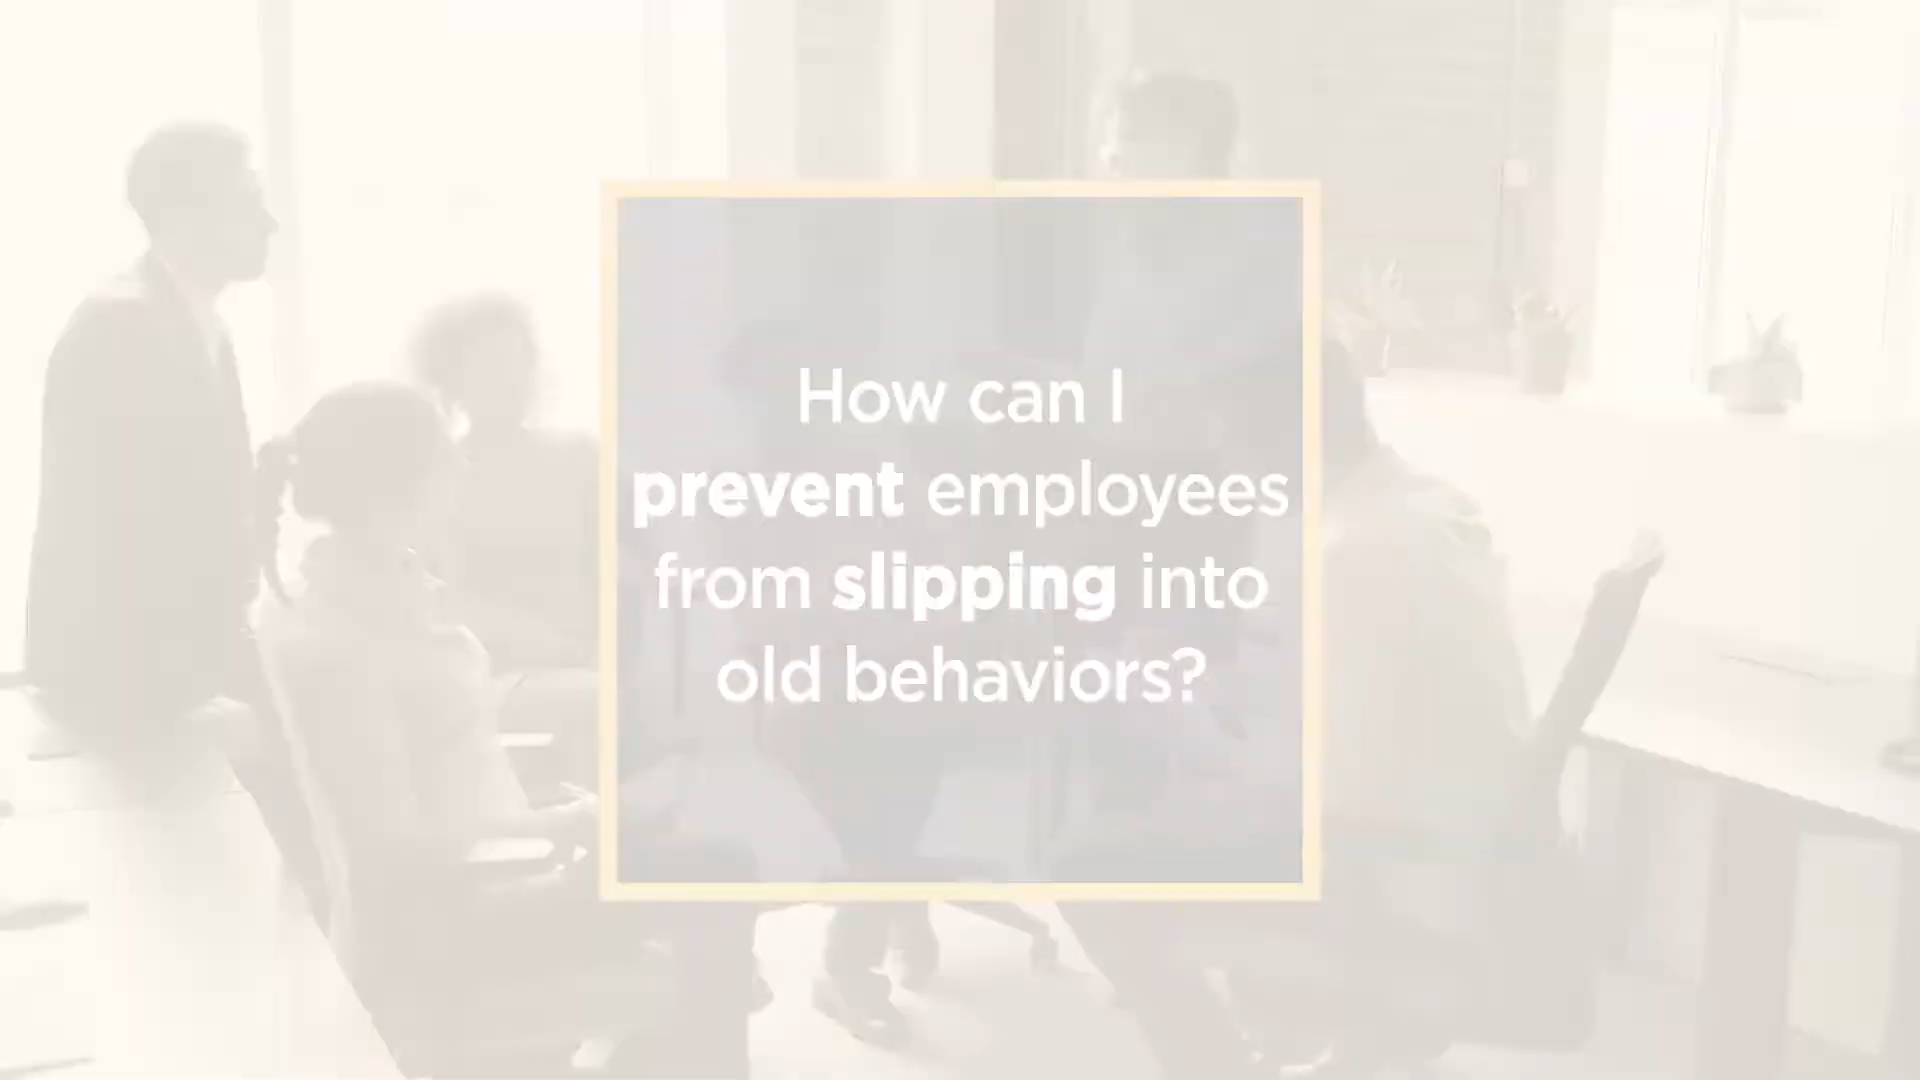 How can I
prevent employees
from slipping into
old behaviors?